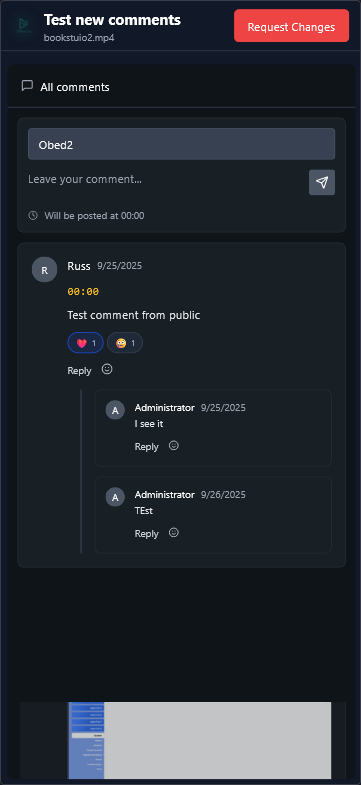 Test new comments
bookstuio2.mp4
Request Changes
All comments
Obed2
Leave your comment...
Will be posted at 00:00
R
Russ 9/25/2025
00:00
Test comment from public
1 1
Reply
A
Administrator 9/25/2025
I see it
Reply
A
Administrator 9/26/2025
TEst
Reply